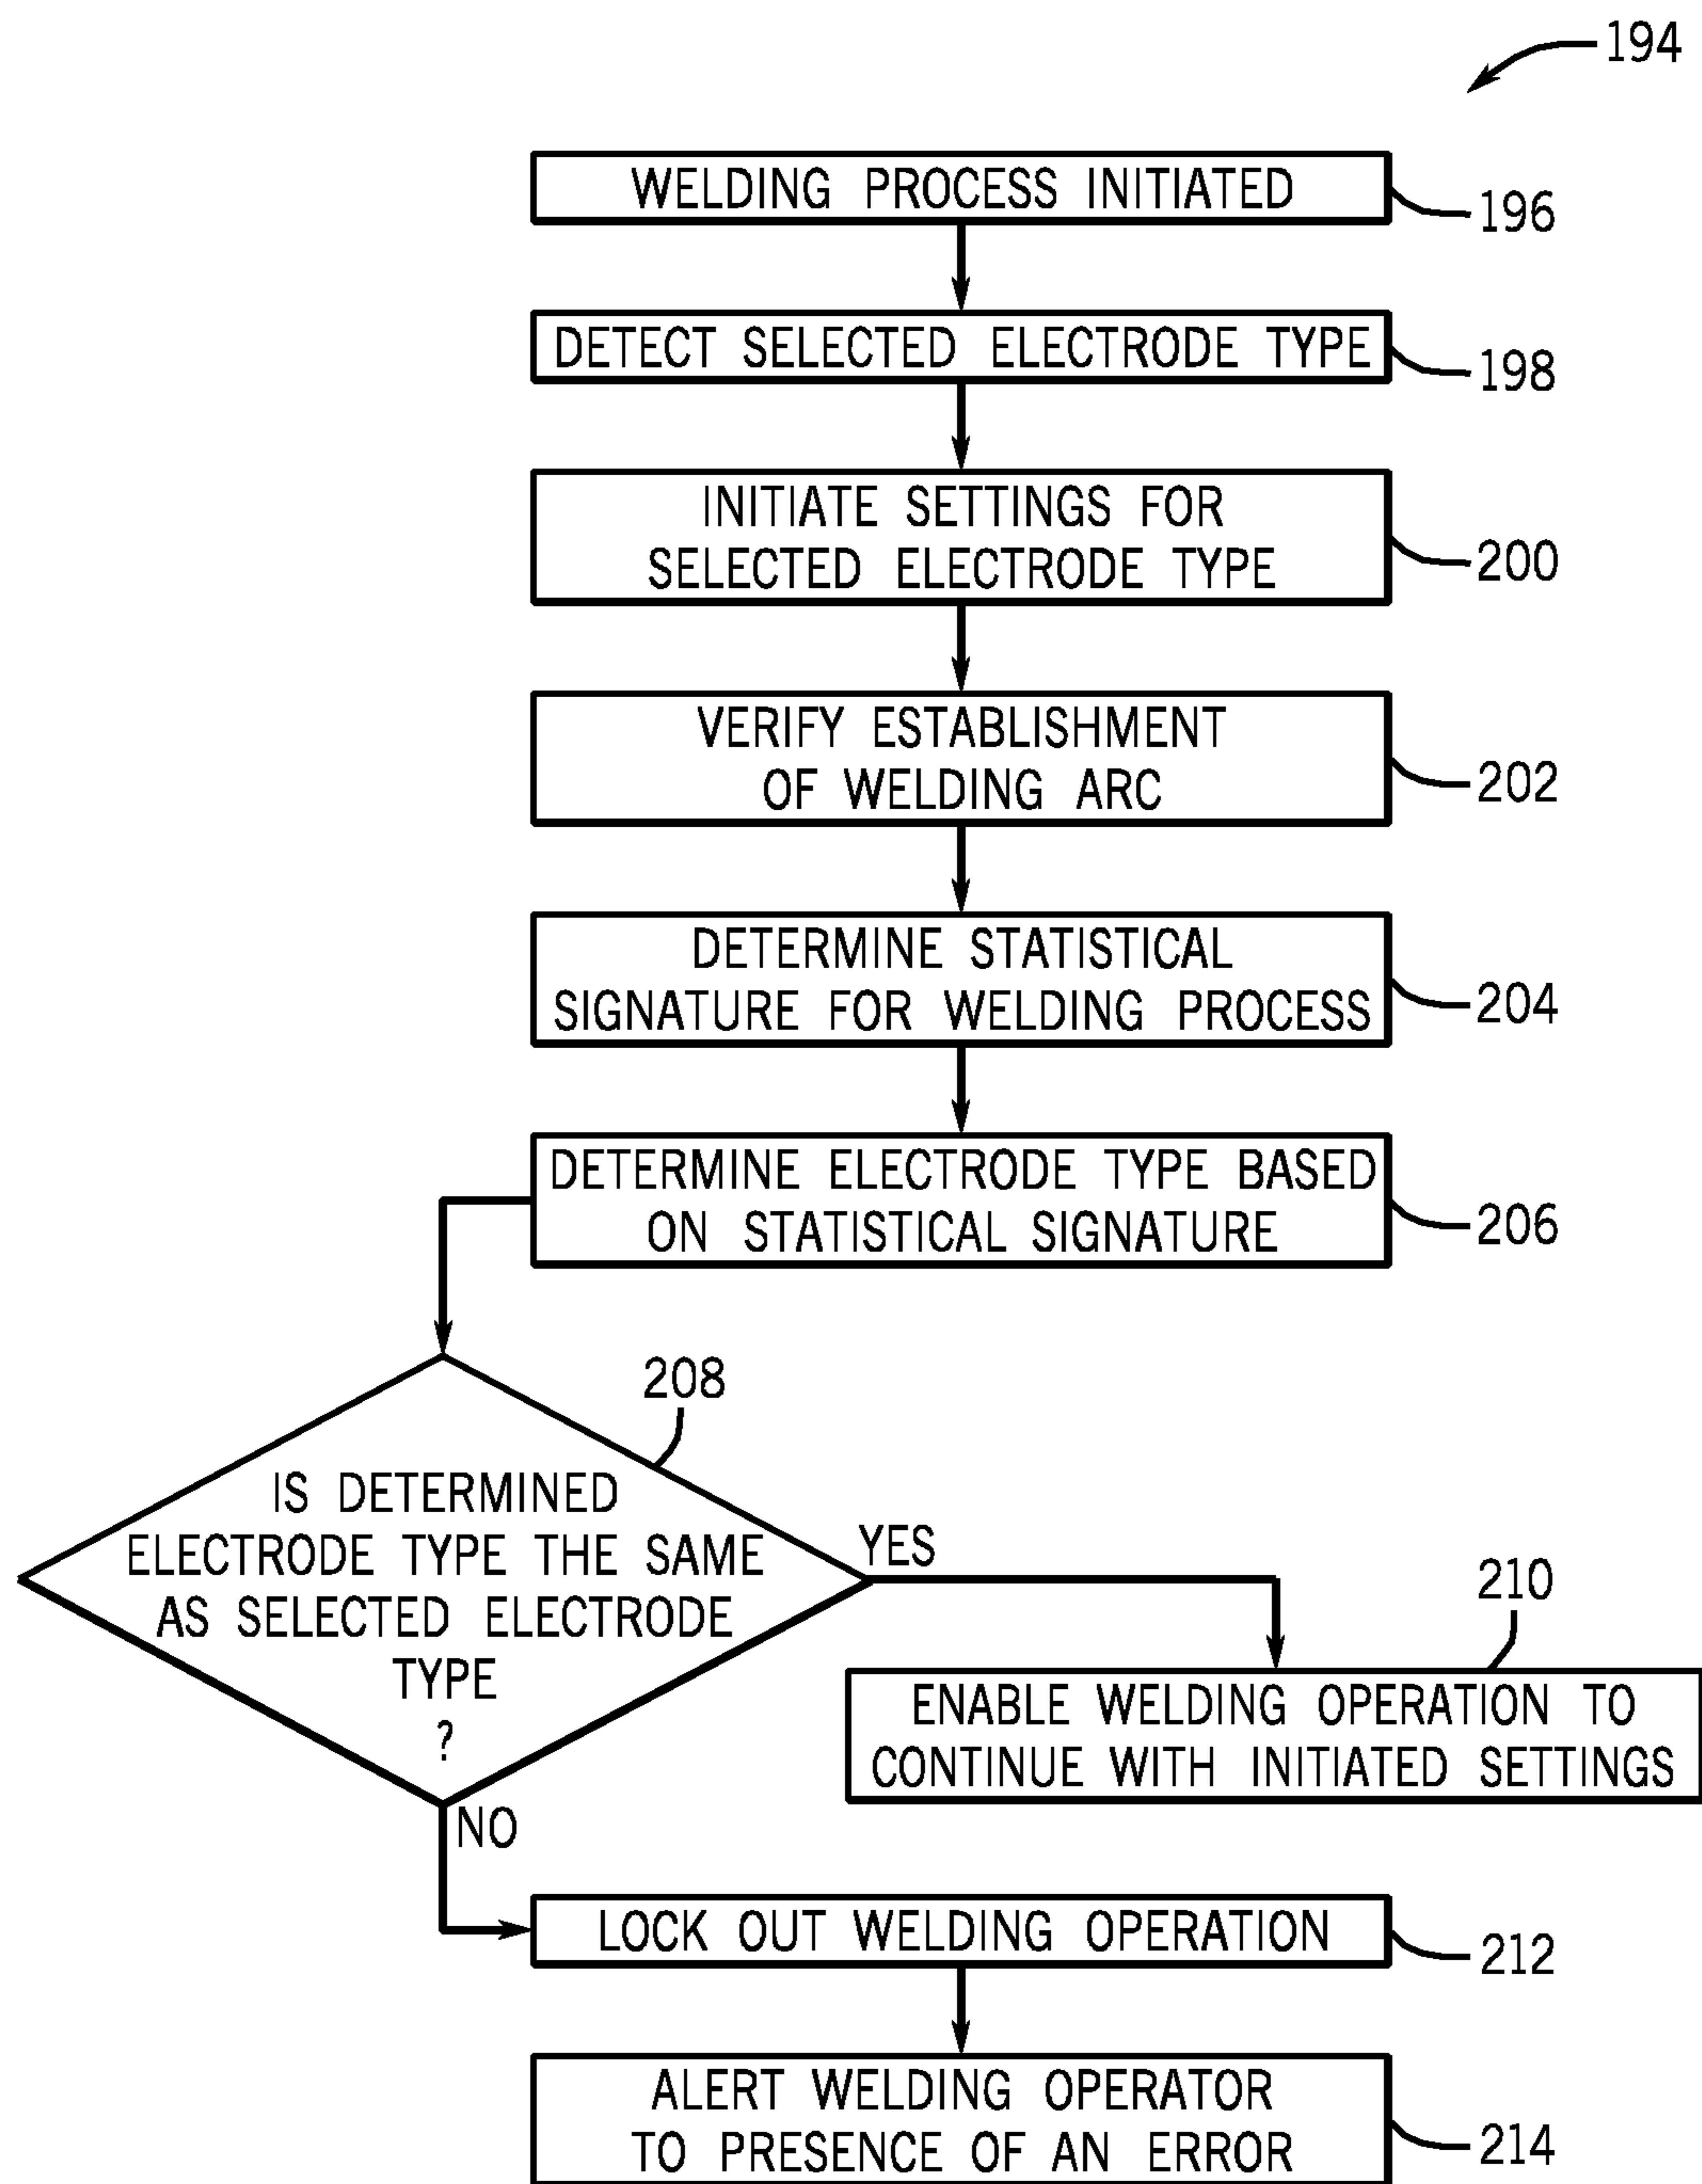 194
WELDING PROCESS INITIATED
196
DETECT SELECTED ELECTRODE TYPE
198
INITIATE SETTINGS FOR
SELECTED ELECTRODE TYPE
200
VERIFY ESTABLISHMENT
OF WELDING ARC
202
DETERMINE STATISTICAL
SIGNATURE FOR WELDING PROCESS
204
DETERMINE ELECTRODE TYPE BASED
ON STATISTICAL SIGNATURE
206
208
IS DETERMINED
ELECTRODE TYPE THE SAME
AS SELECTED ELECTRODE
TYPE
?
YES
210
ENABLE WELDING OPERATION TO
CONTINUE WITH INITIATED SETTINGS
NO
LOCK OUT WELDING OPERATION
212
ALERT WELDING OPERATOR
TO PRESENCE OF AN ERROR
214